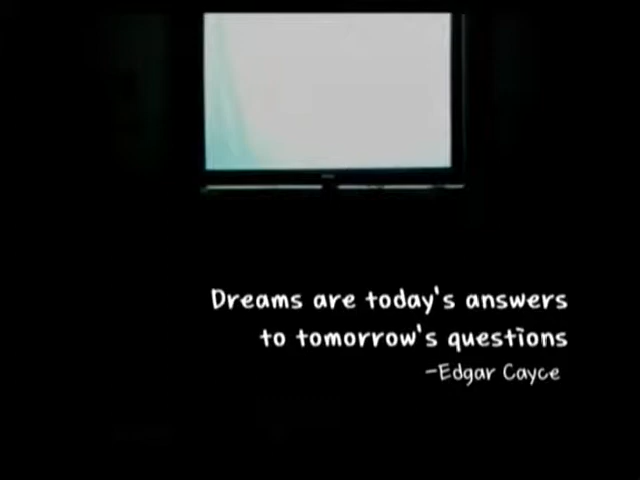 Dreams are today's answers
to tomorrow's questions
-Edgar Cayce